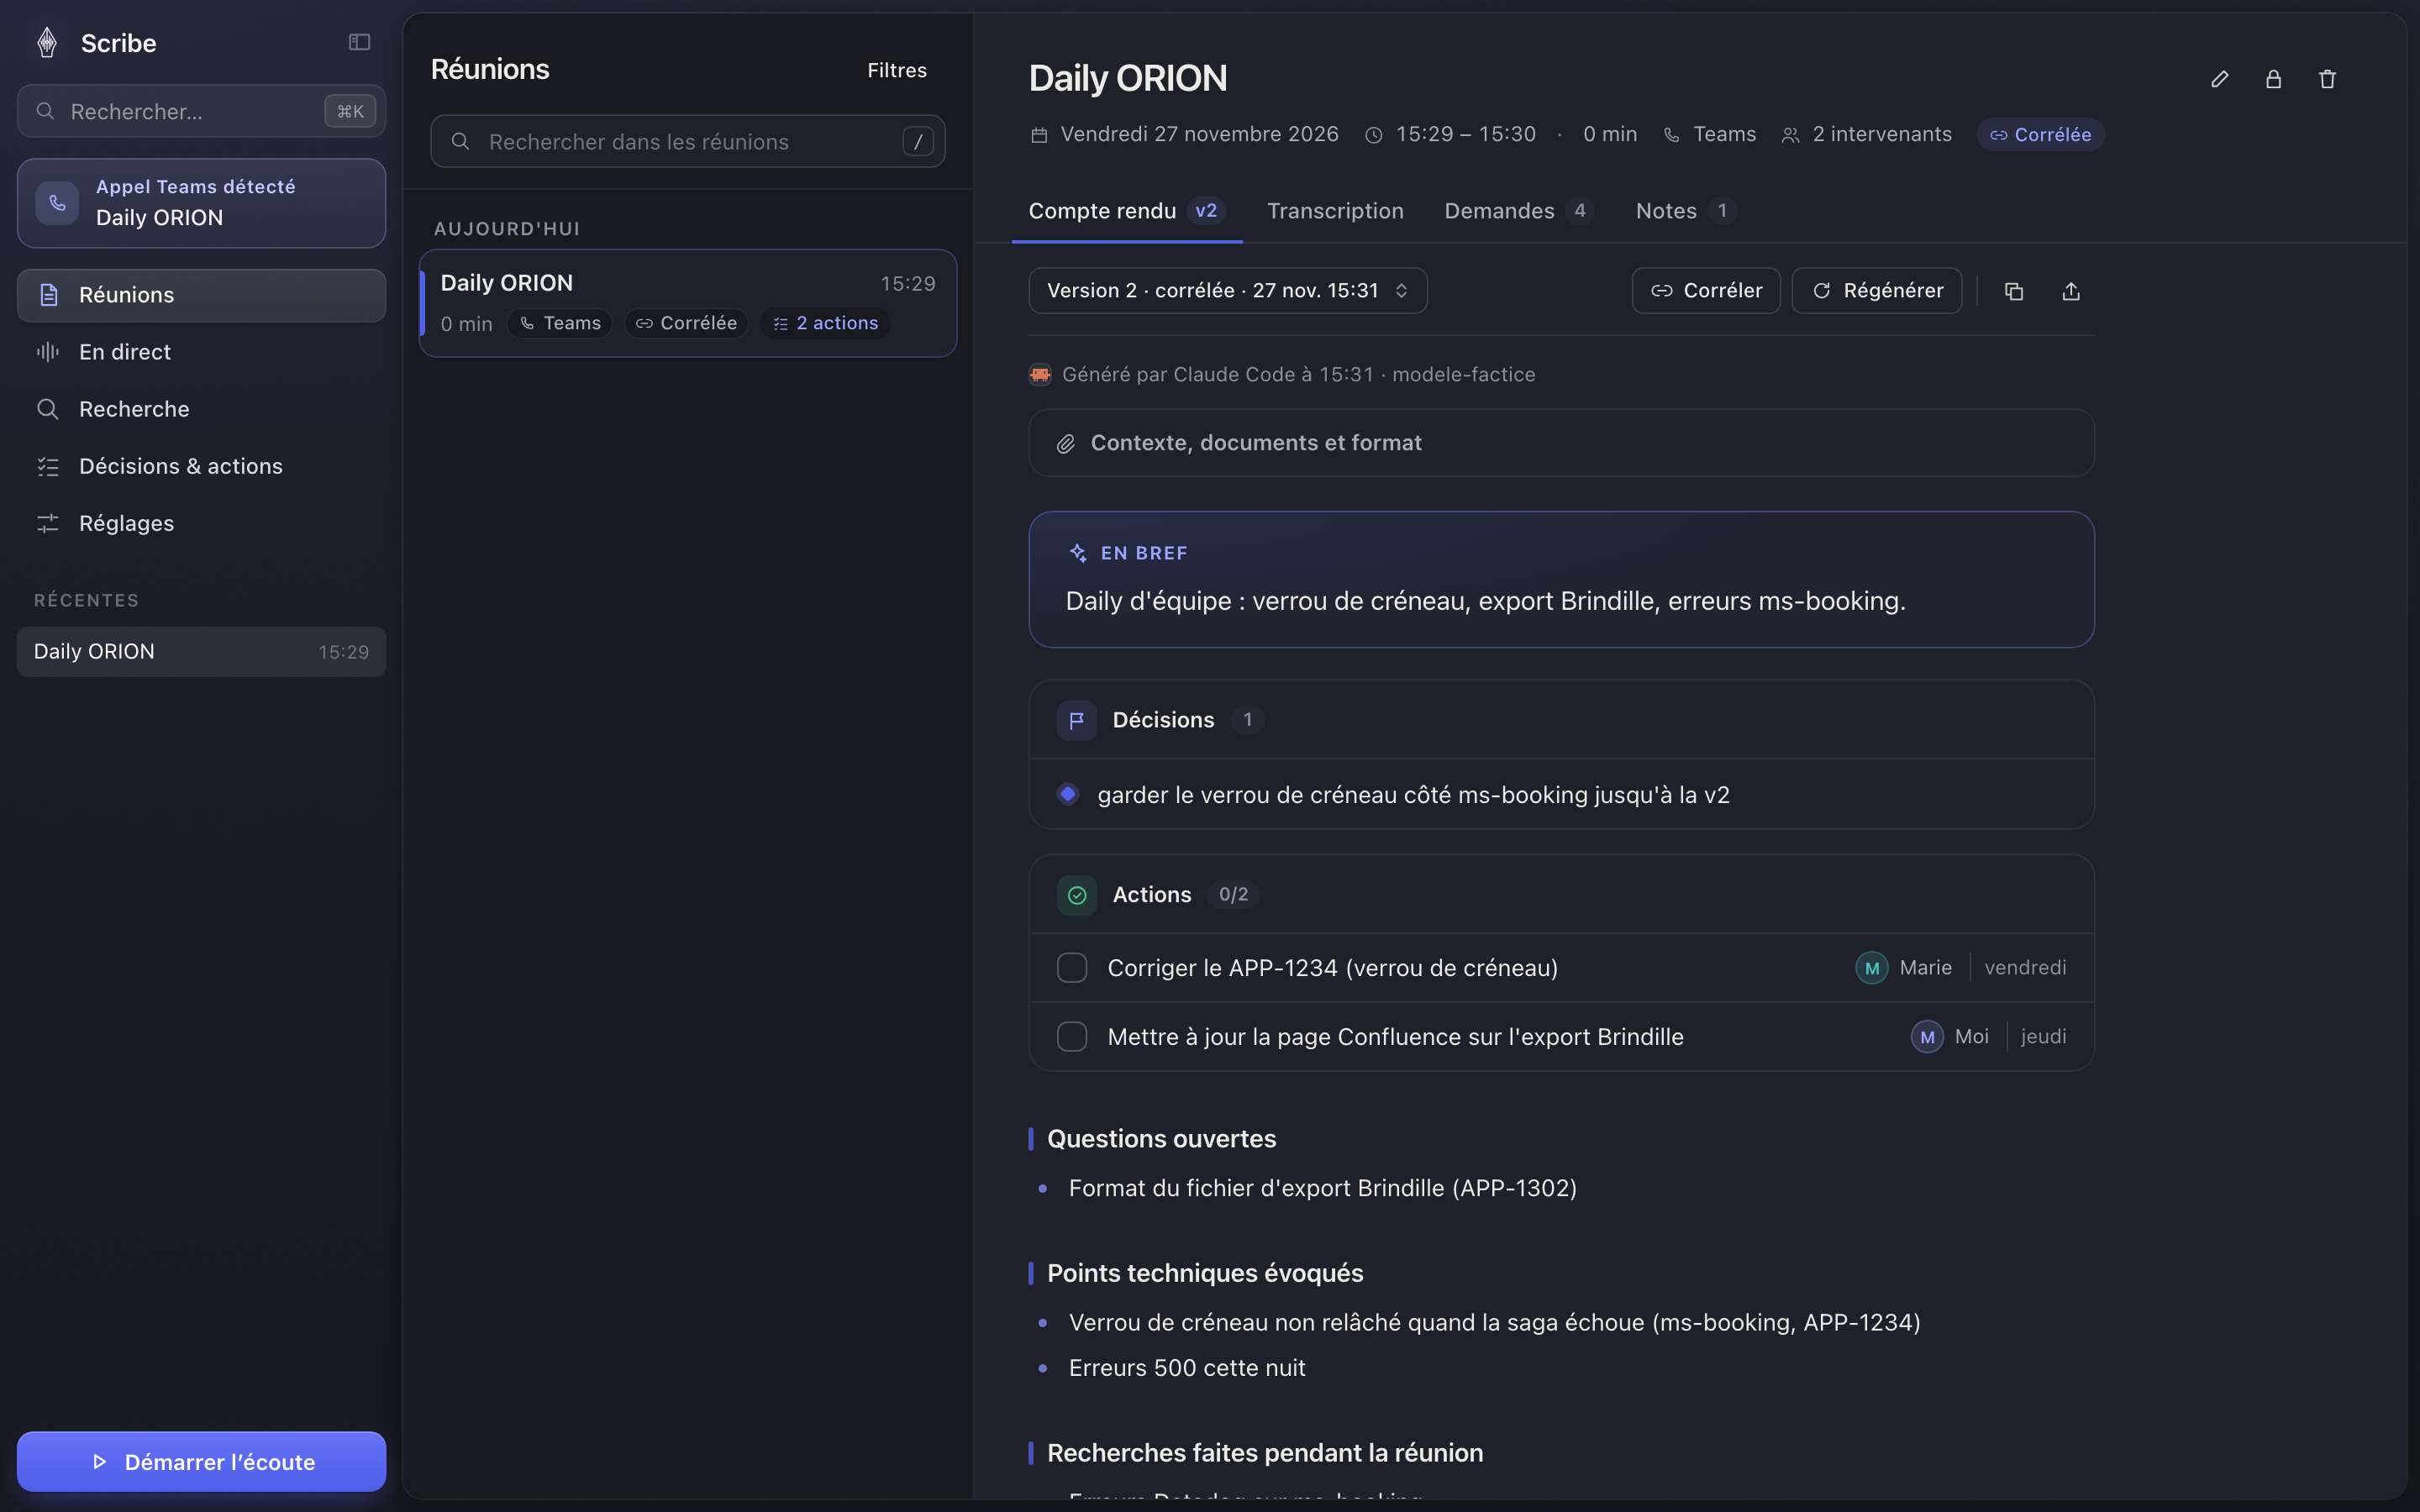 Scribe
Rechercher...
⌘K
Appel Teams détecté
Daily ORION
Réunions
En direct
Recherche
Décisions & actions
Réglages
RÉCENTES
Daily ORION 15:29
Démarrer l’écoute
Réunions
Filtres
Rechercher dans les réunions
/
AUJOURD'HUI
Daily ORION 15:29
0 min Teams Corrélée 2 actions
Daily ORION
Vendredi 27 novembre 2026 15:29 – 15:30 · 0 min Teams 2 intervenants Corrélée
Compte rendu v2 Transcription Demandes 4 Notes 1
Version 2 · corrélée · 27 nov. 15:31
Corréler
Régénérer
Généré par Claude Code à 15:31 · modele-factice
Contexte, documents et format
EN BREF
Daily d'équipe : verrou de créneau, export Brindille, erreurs ms-booking.
Décisions 1
garder le verrou de créneau côté ms-booking jusqu'à la v2
Actions 0/2
Corriger le APP-1234 (verrou de créneau) M Marie vendredi
Mettre à jour la page Confluence sur l'export Brindille M Moi jeudi
Questions ouvertes
Format du fichier d'export Brindille (APP-1302)
Points techniques évoqués
Verrou de créneau non relâché quand la saga échoue (ms-booking, APP-1234)
Erreurs 500 cette nuit
Recherches faites pendant la réunion